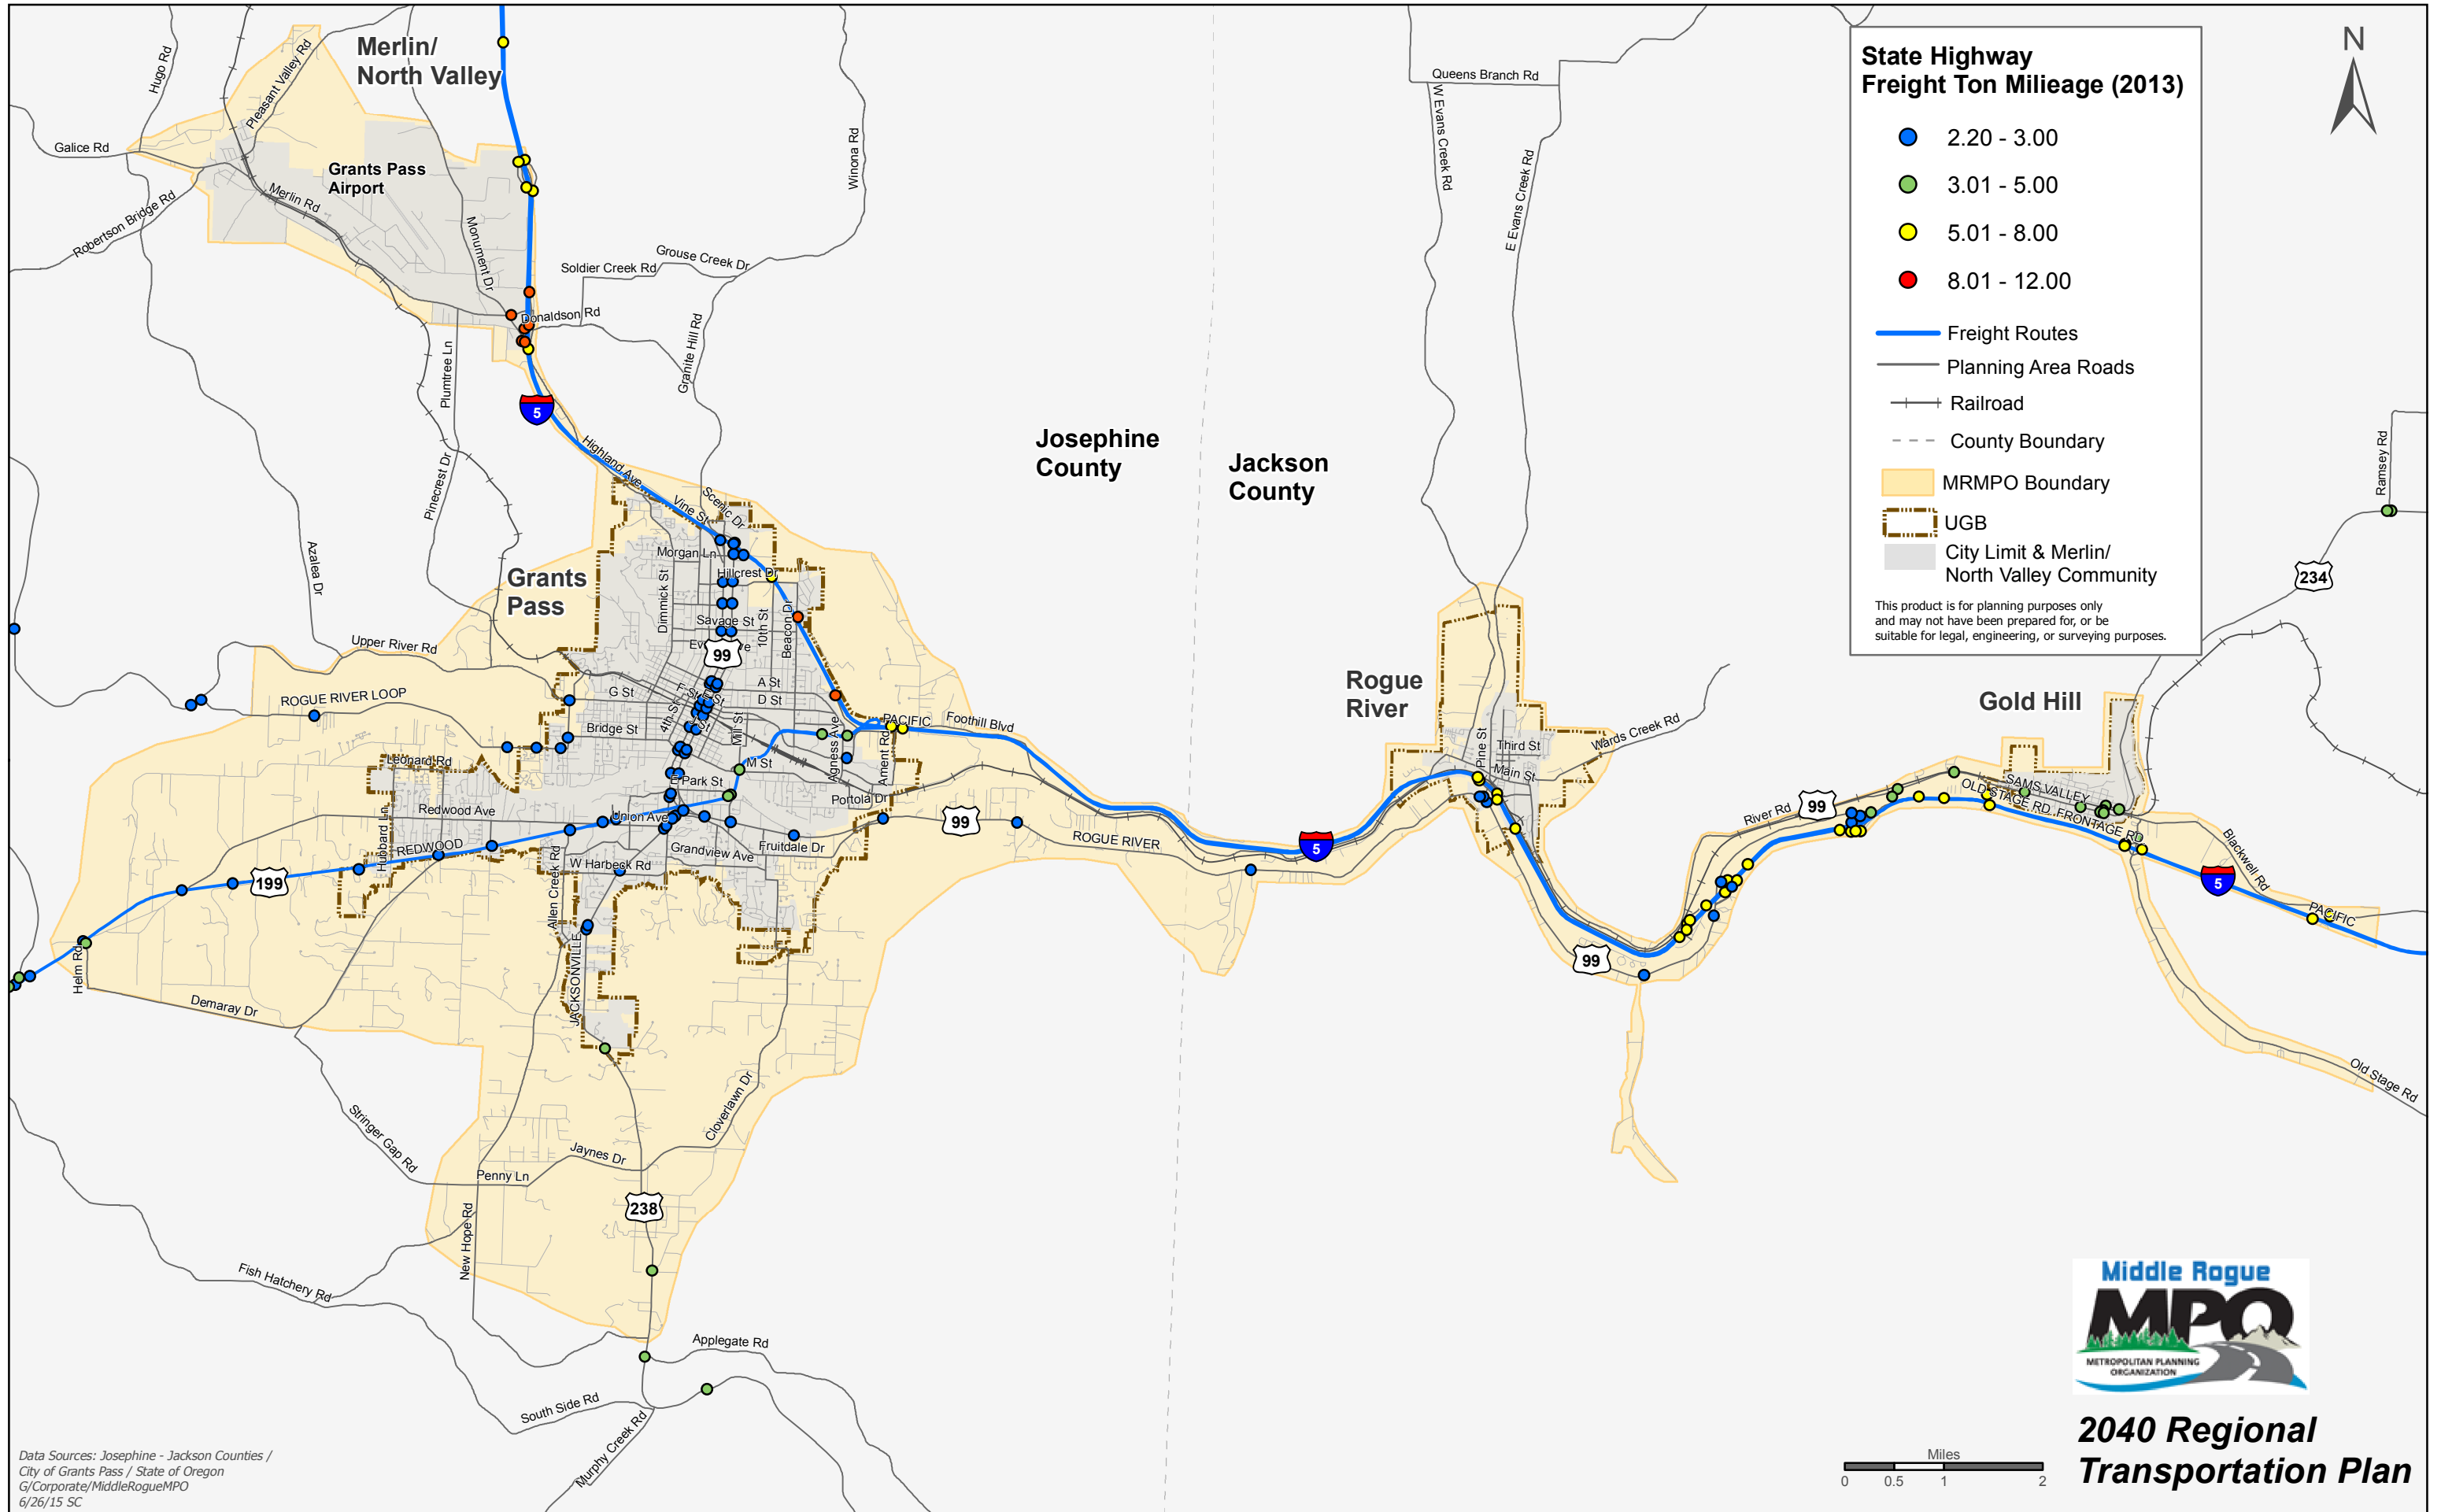 Merlin/
North Valley
Hugo Rd
Pleasant Valley Rd
Galice Rd
Grants Pass
Airport
Merlin Rd
Robertson Bridge Rd
Monument Dr
Winona Rd
Soldier Creek Rd
Grouse Creek Dr
Donaldson Rd
Granite Hill Rd
Plumtree Ln
Pinecrest Dr
5
Highland Ave
Vine St
Scenic Dr
Azalea Dr
Morgan Ln
Hillcrest Dr
Grants
Pass
Dimmick St
Savage St
10th St
Beacon Dr
99
Upper River Rd
ROGUE RIVER LOOP
G St
A St
D St
4th St
Bridge St
Mill St
M St
PACIFIC
Foothill Blvd
Agness Ave
Ament Rd
Leonard Rd
E Park St
Portola Dr
Redwood Ave
Union Ave
Hubbard Ln
REDWOOD
Grandview Ave
Fruitdale Dr
W Harbeck Rd
Allen Creek Rd
199
99
ROGUE RIVER
Helm Rd
JACKSONVILLE
Demaray Dr
Stringer Gap Rd
Cloverlawn Dr
Jaynes Dr
Penny Ln
238
New Hope Rd
Fish Hatchery Rd
Applegate Rd
South Side Rd
Murphy Creek Rd
Josephine
County
Jackson
County
Queens Branch Rd
W Evans Creek Rd
E Evans Creek Rd
Rogue
River
Pine St
Third St
Main St
Wards Creek Rd
5
99
River Rd
99
Gold Hill
SAMS VALLEY
OLD STAGE RD
FRONTAGE RD
Blackwell Rd
5
PACIFIC
Old Stage Rd
Ramsey Rd
234
N
State Highway
Freight Ton Mileage (2013)
2.20 - 3.00
3.01 - 5.00
5.01 - 8.00
8.01 - 12.00
Freight Routes
Planning Area Roads
Railroad
County Boundary
MRMPO Boundary
UGB
City Limit & Merlin/
North Valley Community
This product is for planning purposes only
and may not have been prepared for, or be
suitable for legal, engineering, or surveying purposes.
Middle Rogue
MPO
METROPOLITAN PLANNING
ORGANIZATION
2040 Regional
Transportation Plan
Miles
0 0.5 1 2
Data Sources: Josephine - Jackson Counties /
City of Grants Pass / State of Oregon
G/Corporate/MiddleRogueMPO
6/26/15 SC